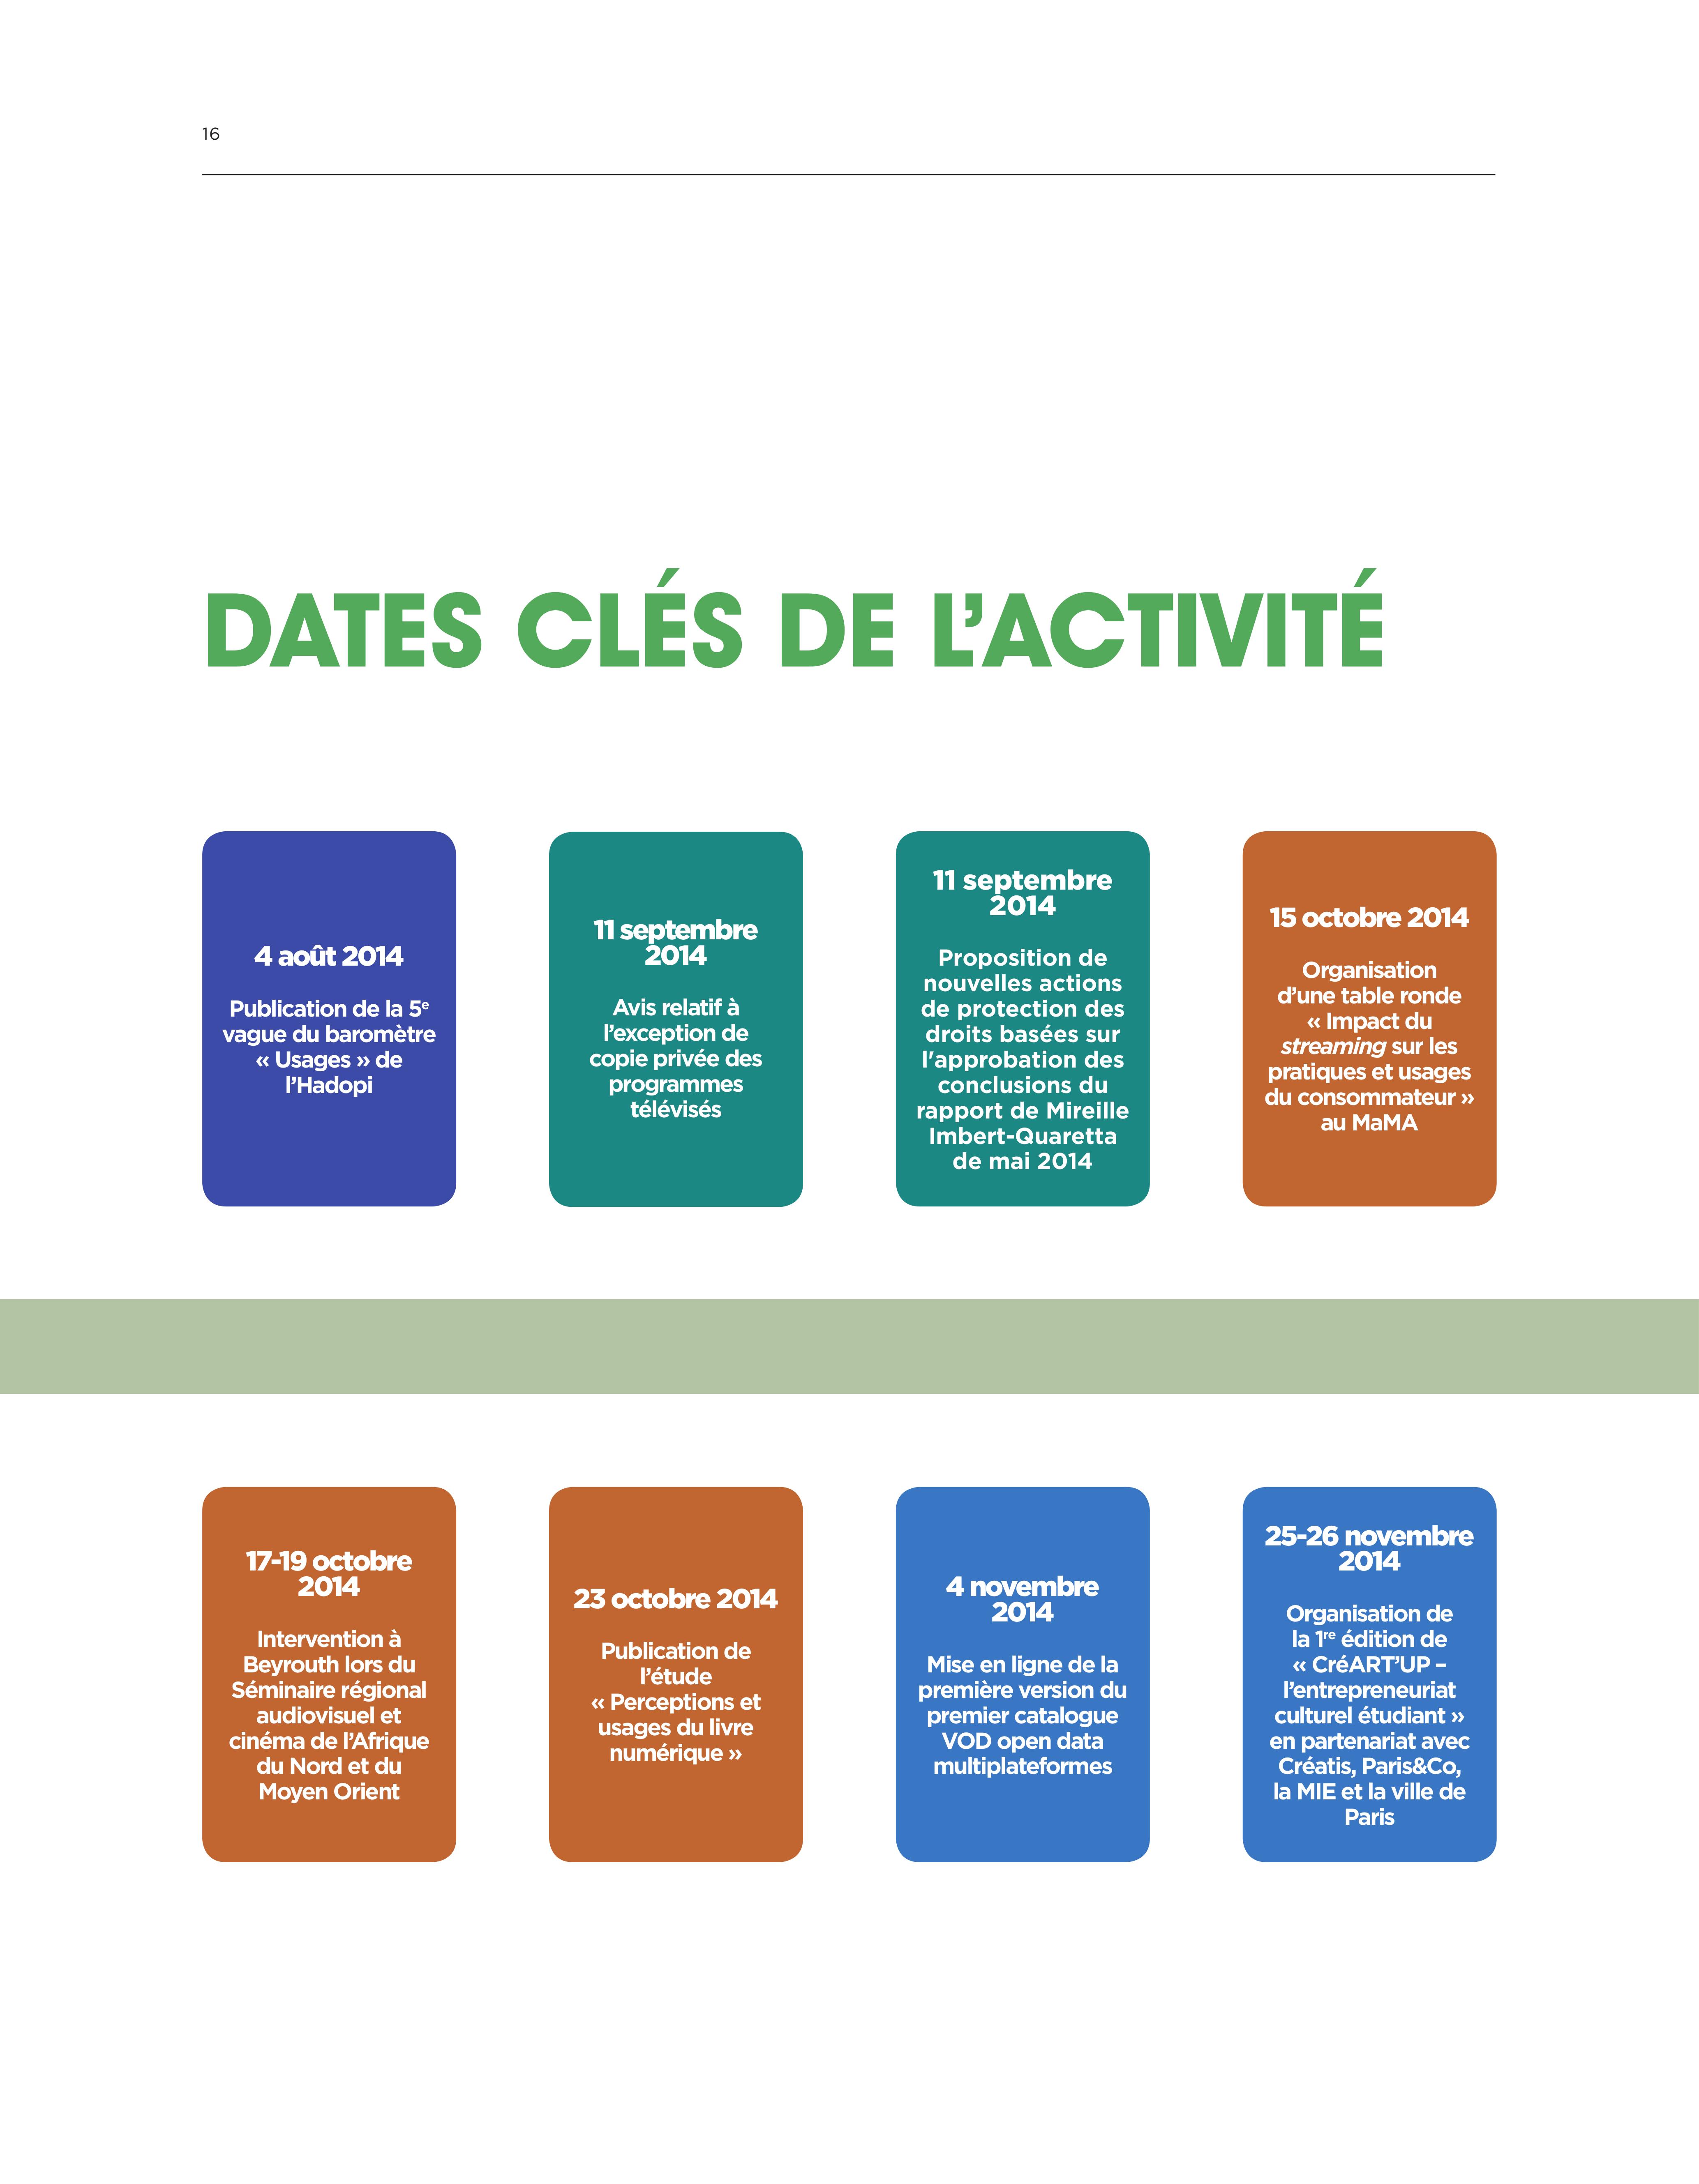 16
DATES CLÉS DE L’ACTIVITÉ
4 août 2014
Publication de la 5e
vague du baromètre
« Usages » de
l’Hadopi
11 septembre
2014
Avis relatif à
l’exception de
copie privée des
programmes
télévisés
11 septembre
2014
Proposition de
nouvelles actions
de protection des
droits basées sur
l'approbation des
conclusions du
rapport de Mireille
Imbert-Quaretta
de mai 2014
15 octobre 2014
Organisation
d’une table ronde
« Impact du
streaming sur les
pratiques et usages
du consommateur »
au MaMA
17-19 octobre
2014
Intervention à
Beyrouth lors du
Séminaire régional
audiovisuel et
cinéma de l’Afrique
du Nord et du
Moyen Orient
23 octobre 2014
Publication de
l’étude
« Perceptions et
usages du livre
numérique »
4 novembre
2014
Mise en ligne de la
première version du
premier catalogue
VOD open data
multiplateformes
25-26 novembre
2014
Organisation de
la 1re édition de
« CréART’UP –
l’entrepreneuriat
culturel étudiant »
en partenariat avec
Créatis, Paris&Co,
la MIE et la ville de
Paris